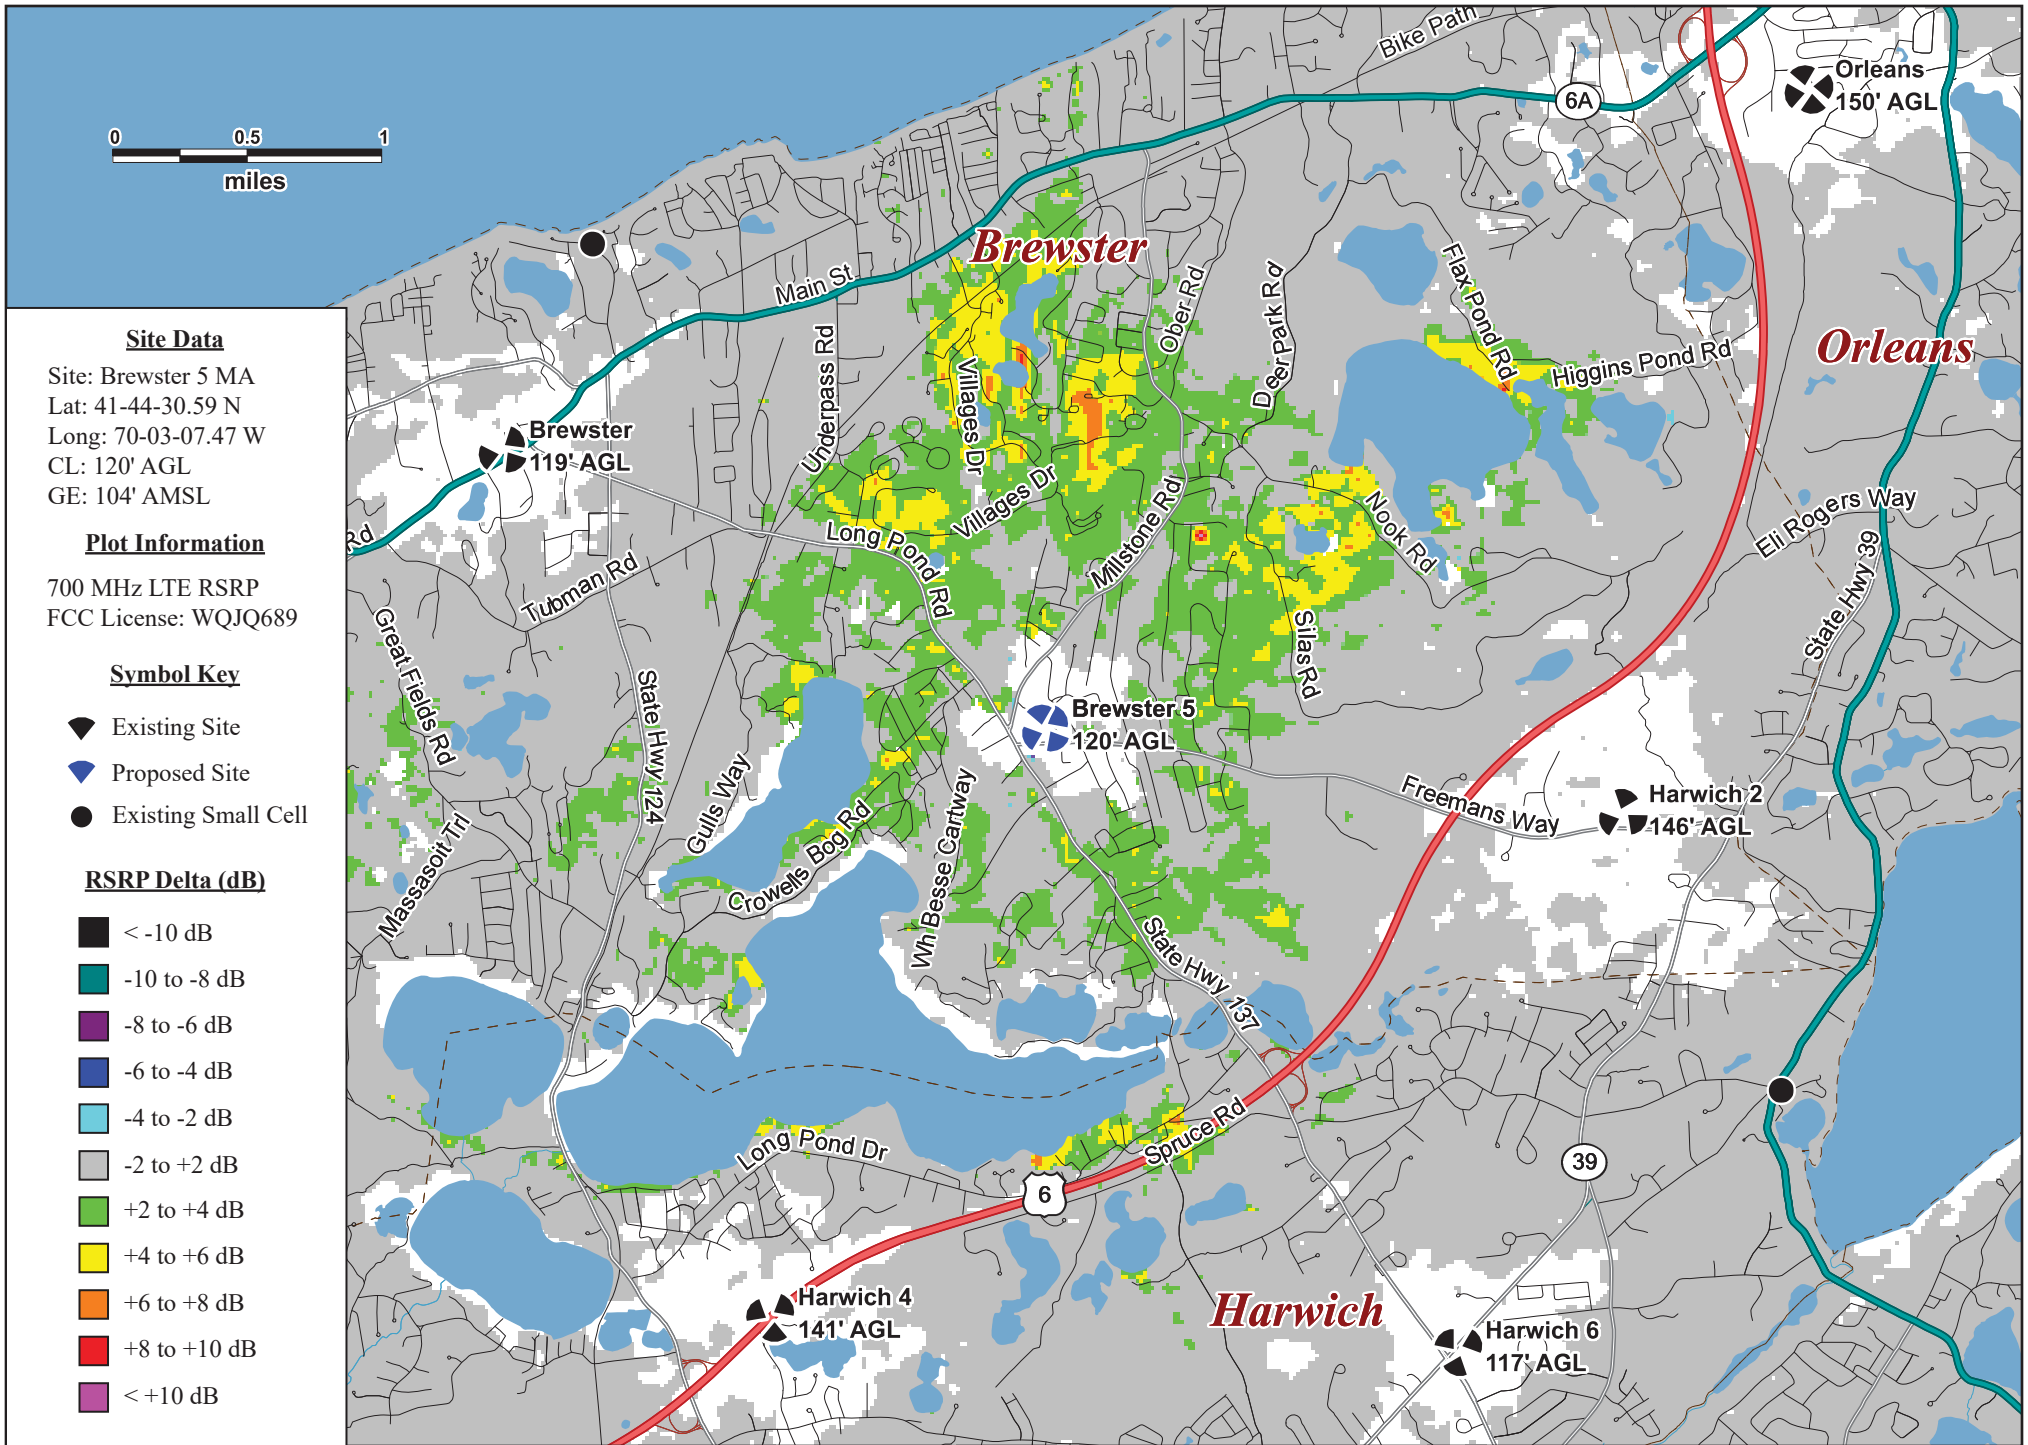 0 0.5 1
miles
Site Data
Site: Brewster 5 MA
Lat: 41-44-30.59 N
Long: 70-03-07.47 W
CL: 120' AGL
GE: 104' AMSL
Plot Information
700 MHz LTE RSRP
FCC License: WQJQ689
Symbol Key
Existing Site
Proposed Site
Existing Small Cell
RSRP Delta (dB)
< -10 dB
-10 to -8 dB
-8 to -6 dB
-6 to -4 dB
-4 to -2 dB
-2 to +2 dB
+2 to +4 dB
+4 to +6 dB
+6 to +8 dB
+8 to +10 dB
< +10 dB
Bike Path
6A
Orleans
150' AGL
Brewster
Main St
Ober Rd
Deer Park Rd
Flax Pond Rd
Higgins Pond Rd
Orleans
Underpass Rd
Villages Dr
Brewster
119' AGL
Villages Dr
Long Pond Rd
Millstone Rd
Nook Rd
Eli Rogers Way
Rd
Tubman Rd
State Hwy 39
Great Fields Rd
Silas Rd
State Hwy 124
Brewster 5
120' AGL
Gulls Way
Freemans Way
Harwich 2
146' AGL
Massasoit Trl
Crowells Bog Rd
Wh Besse Cartway
State Hwy 137
Long Pond Dr
Spruce Rd
39
6
Harwich 4
141' AGL
Harwich
Harwich 6
117' AGL